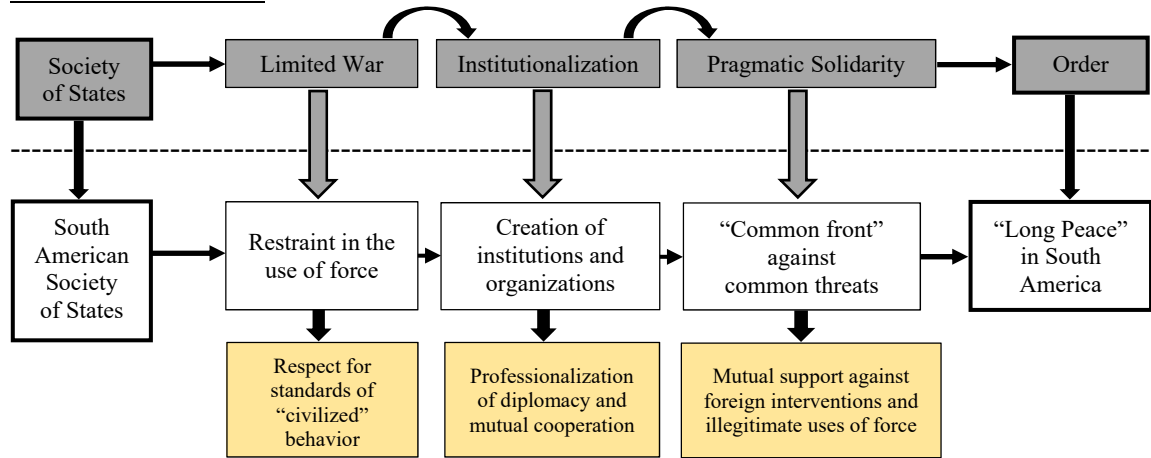 Society
of States
Limited War
Institutionalization
Pragmatic Solidarity
Order
South
American
Society
of States
Restraint in the
use of force
Creation of
institutions and
organizations
“Common front”
against
common threats
“Long Peace”
in South
America
Respect for
standards of
“civilized”
behavior
Professionalization
of diplomacy and
mutual cooperation
Mutual support against
foreign interventions and
illegitimate uses of force